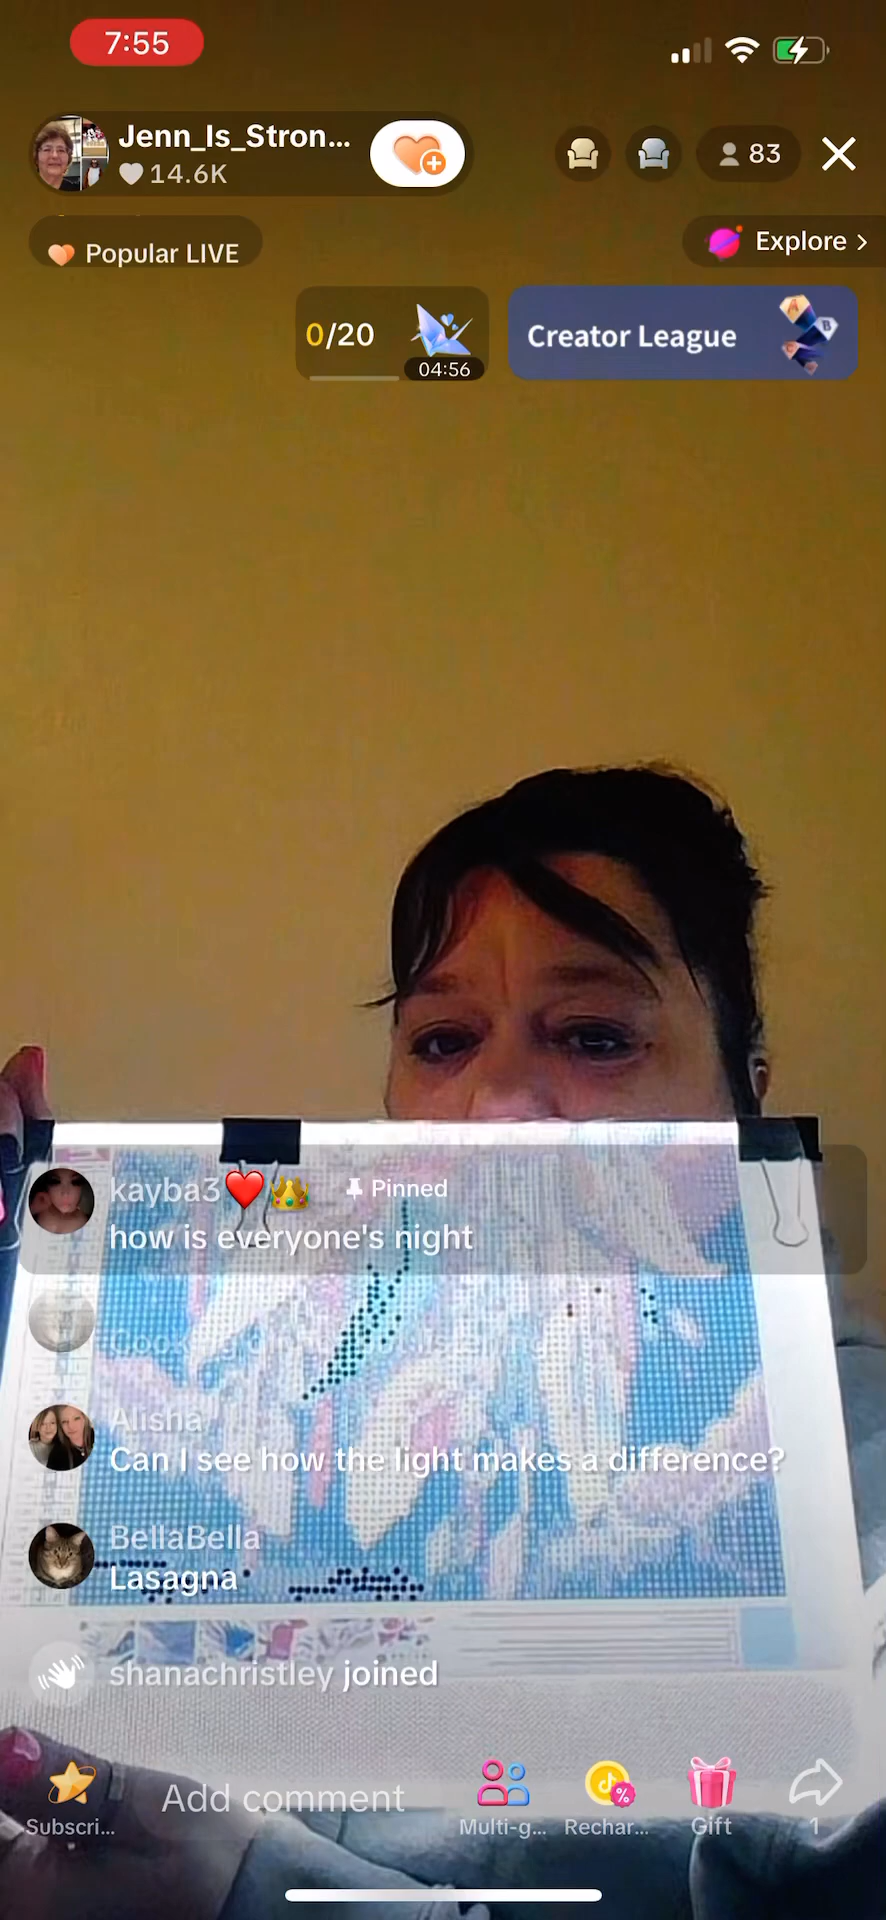 7:55
Jenn_Is_Stron...
14.6K
83
Popular LIVE
Explore >
0/20
04:56
Creator League
kayba3❤️👑 Pinned
how is everyone's night
Alisha
Can I see how the light makes a difference?
BellaBella
Lasagna
shanachristley joined
Add comment
Subscri...
Multi-g...
Rechar...
Gift
1